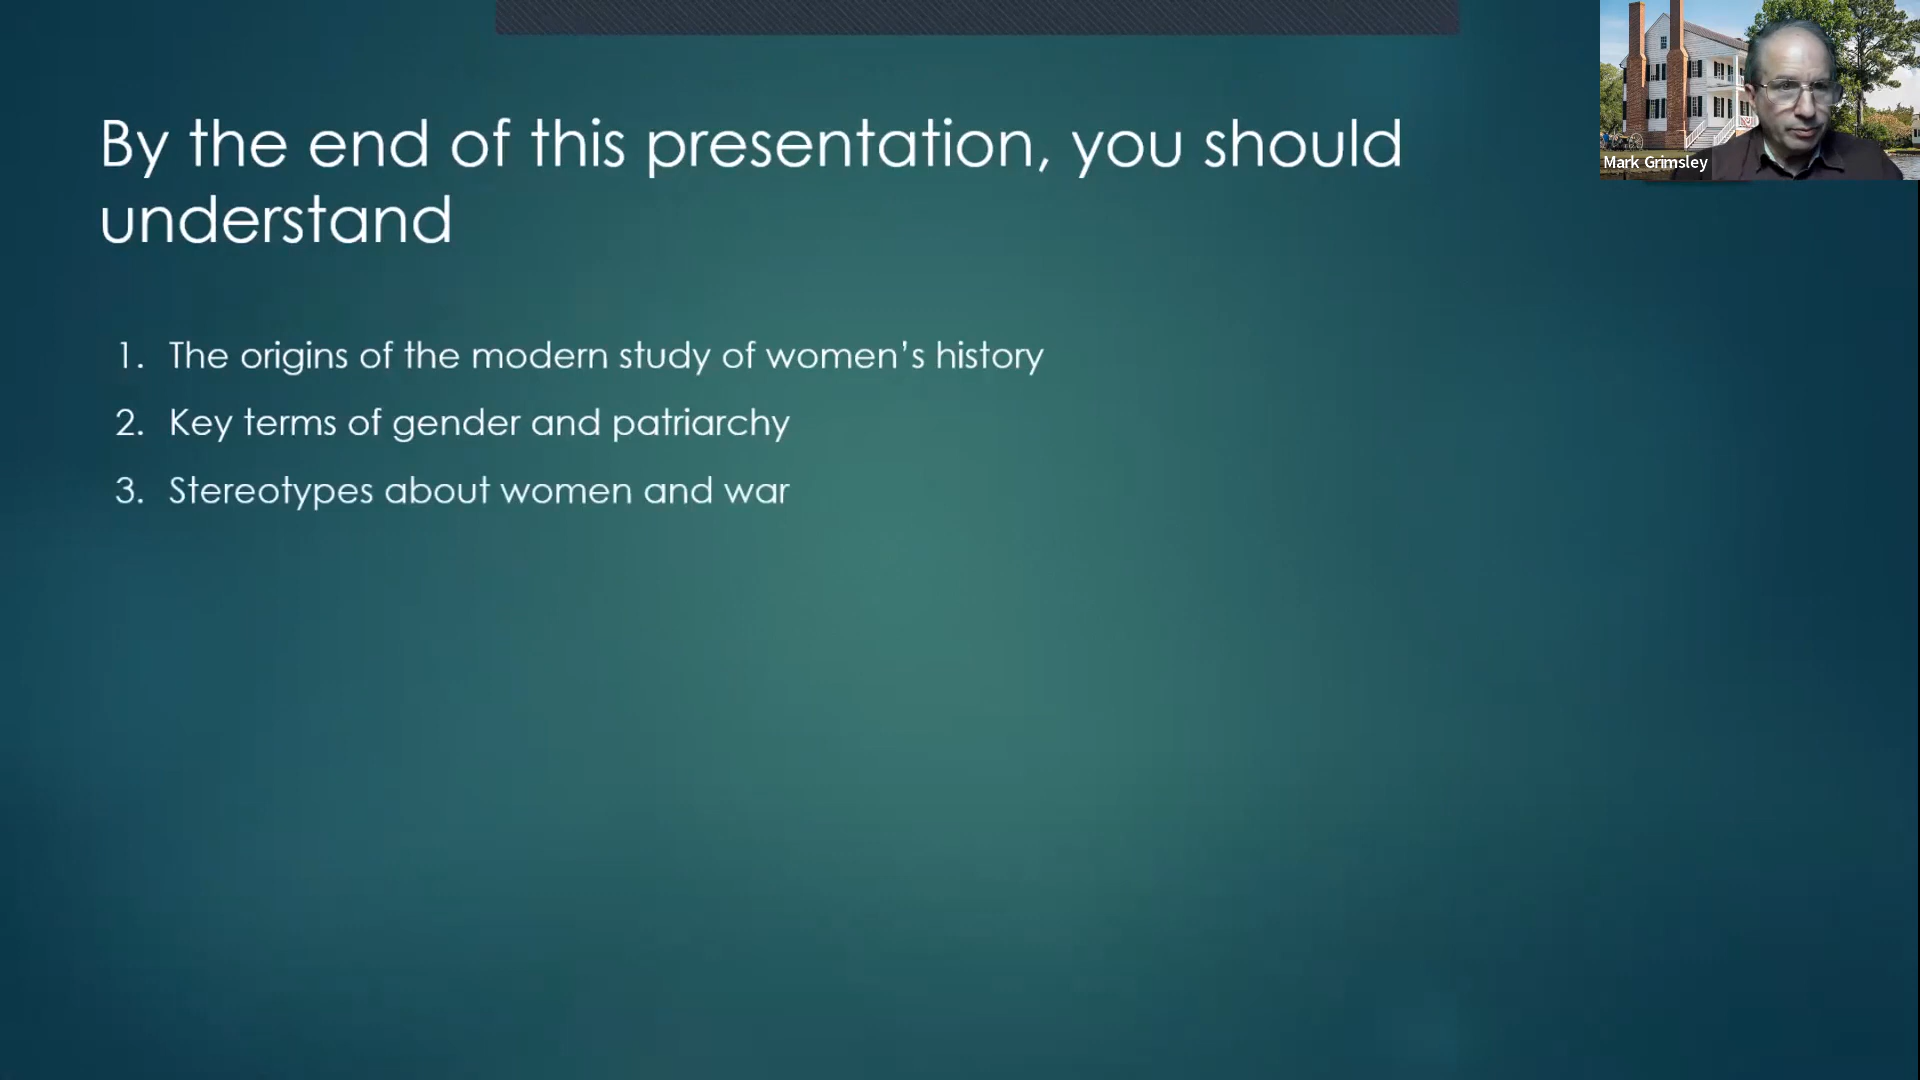 By the end of this presentation, you should
understand
1. The origins of the modern study of women’s history
2. Key terms of gender and patriarchy
3. Stereotypes about women and war
Mark Grimsley